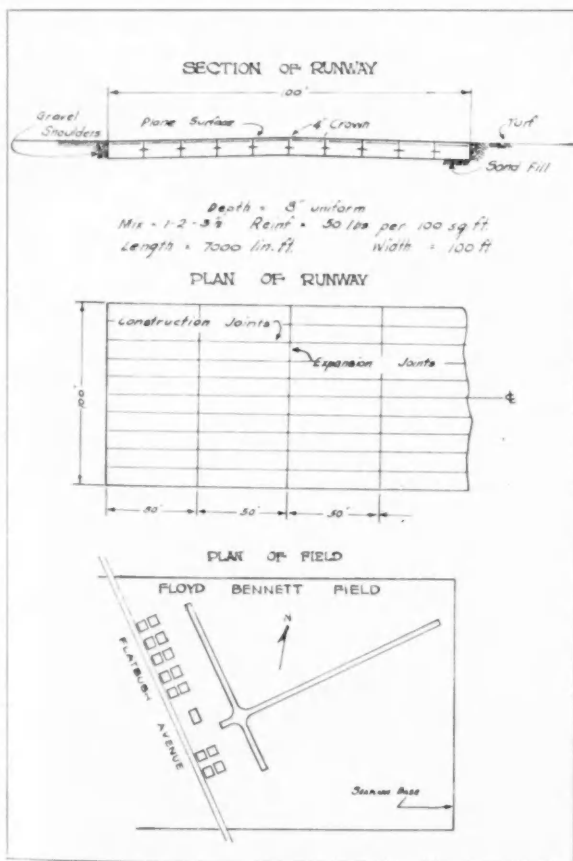 SECTION OF RUNWAY
100'
Gravel
Shoulders
Plane Surface
4" Crown
Turf
Sand Fill
Depth = 8" uniform
Mix = 1-2-3½ Reinf = 50 lbs per 100 sq. ft.
Length = 7000 lin. ft. Width = 100 ft
PLAN OF RUNWAY
Construction Joints
Expansion Joints
100'
50' 50' 50'
PLAN OF FIELD
FLOYD BENNETT FIELD
N
FLATBUSH
AVENUE
Seaplane Base